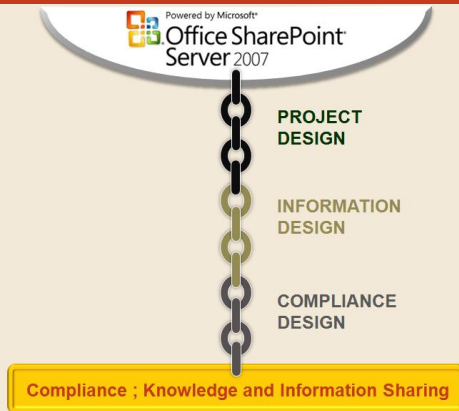 Powered by Microsoft®
Office SharePoint®
Server 2007
PROJECT
DESIGN
INFORMATION
DESIGN
COMPLIANCE
DESIGN
Compliance ; Knowledge and Information Sharing